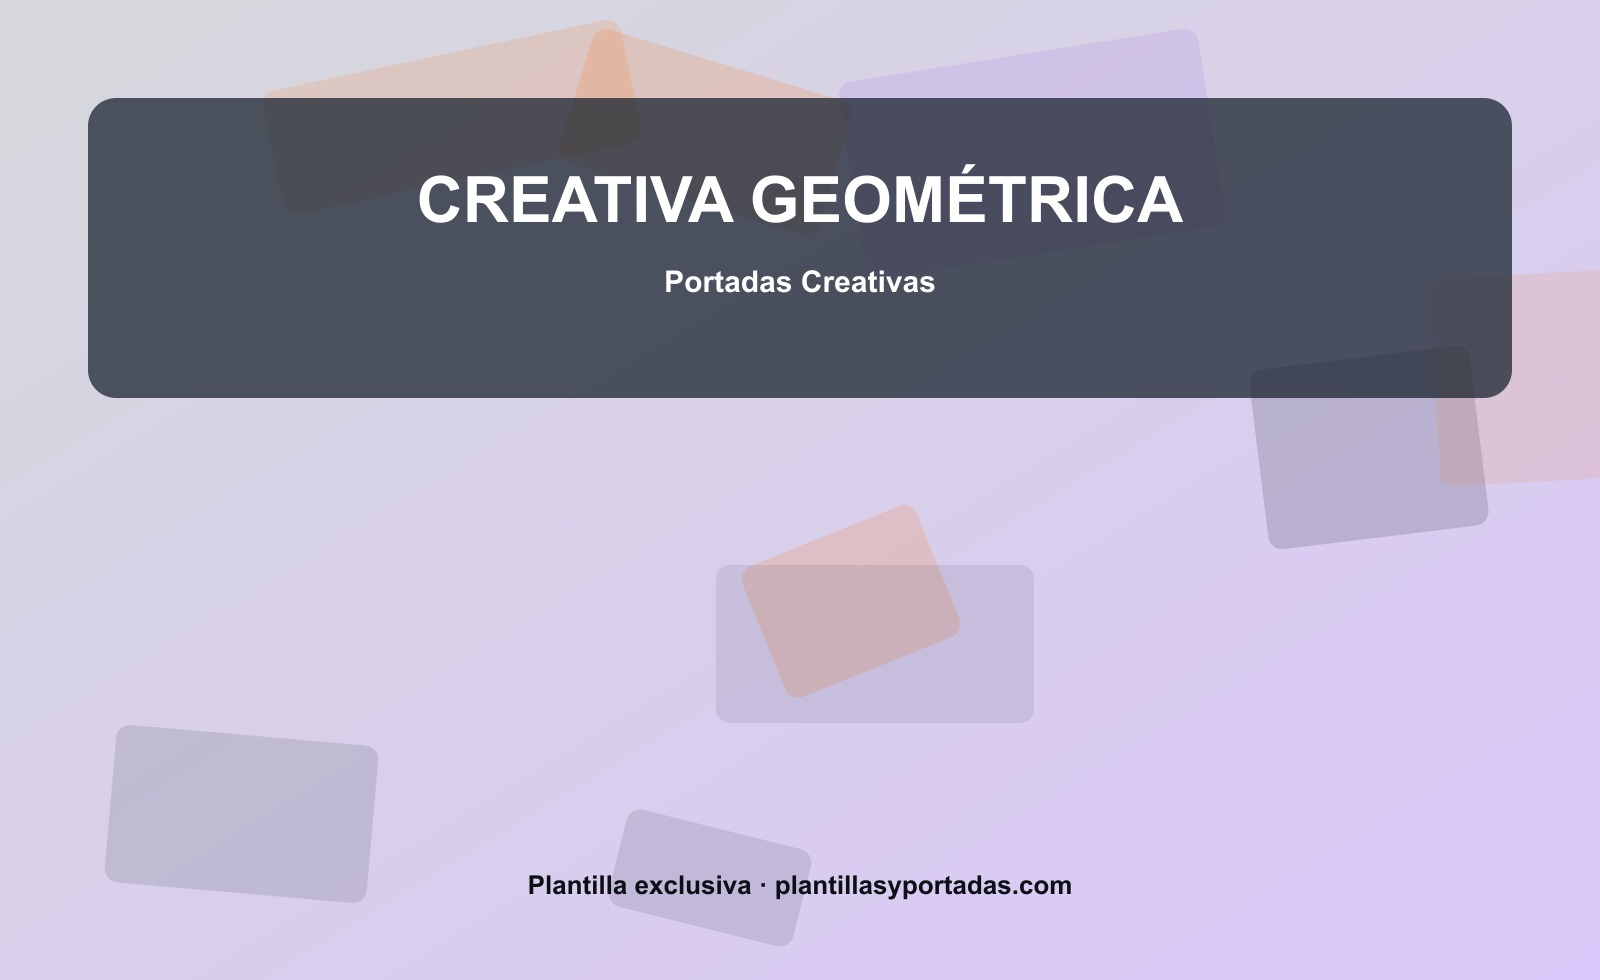 CREATIVA GEOMÉTRICA
Portadas Creativas
Plantilla exclusiva · plantillasyportadas.com